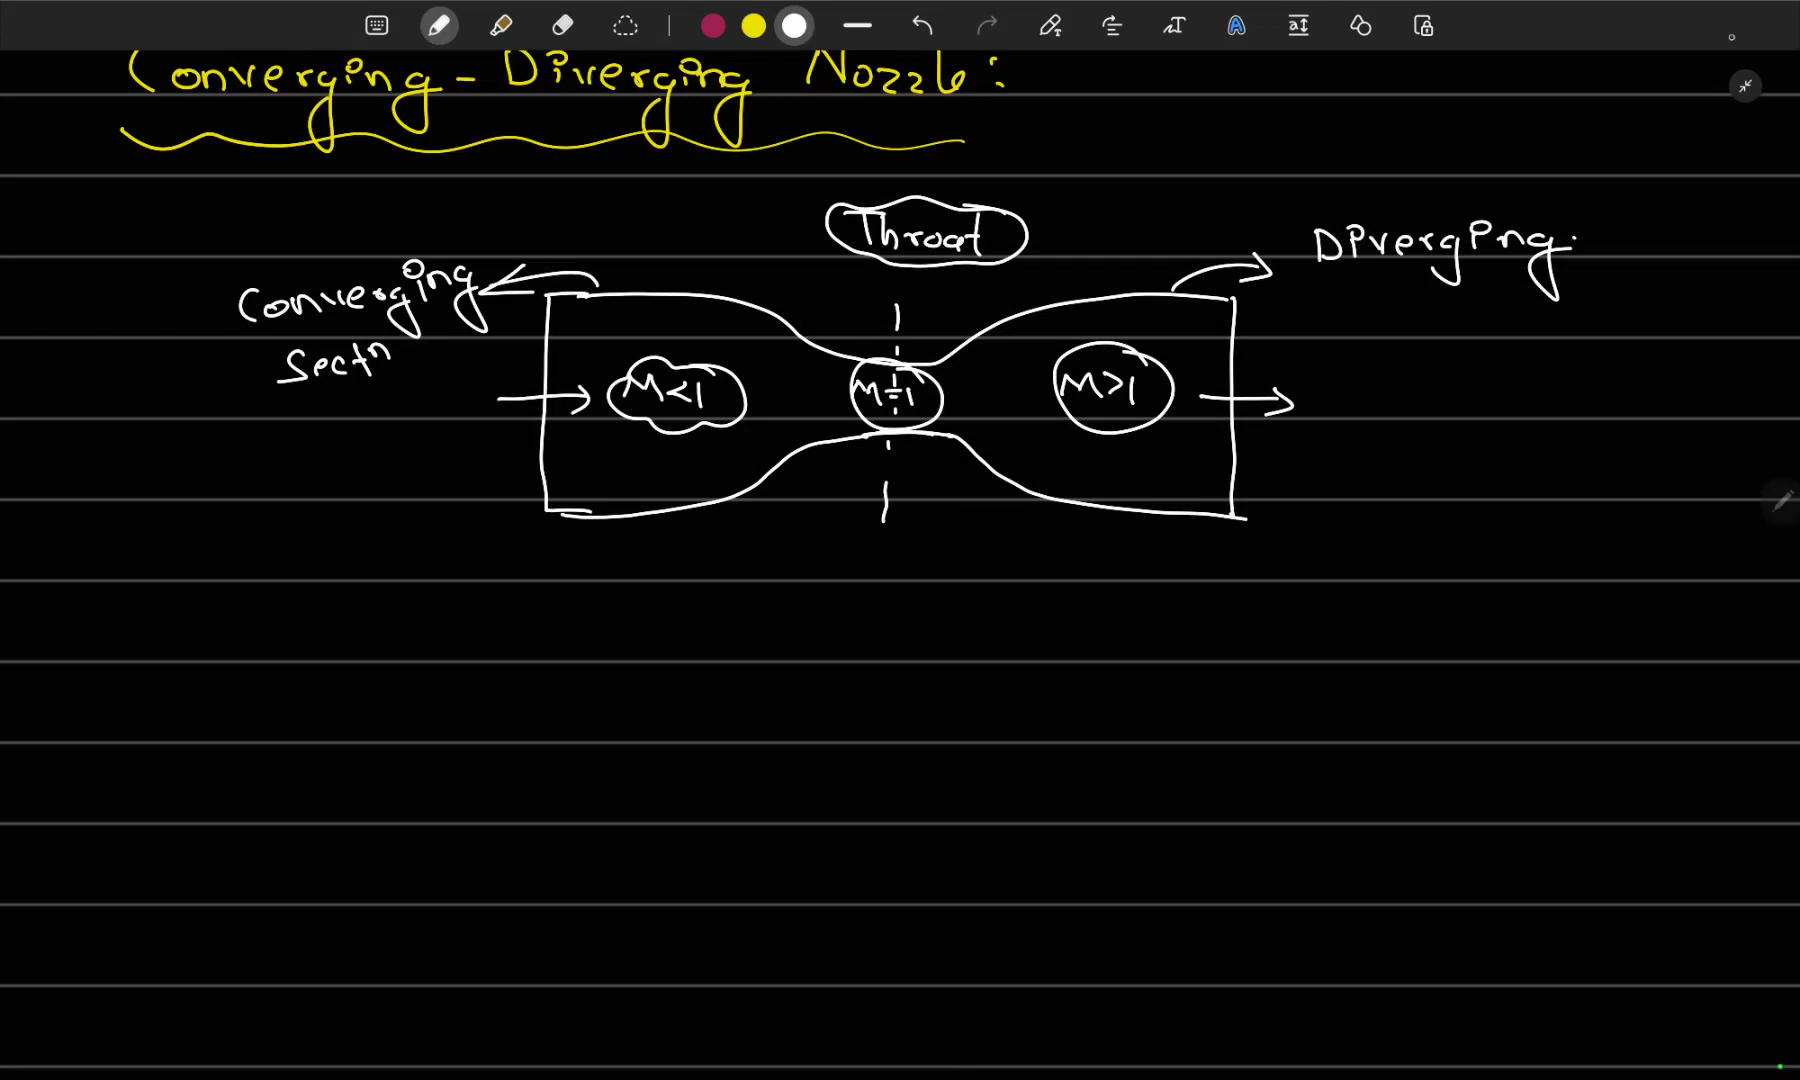 Converging - Diverging Nozzle:
Throat
Diverging.
Converging
Sectn
M<1
M=1
M>1